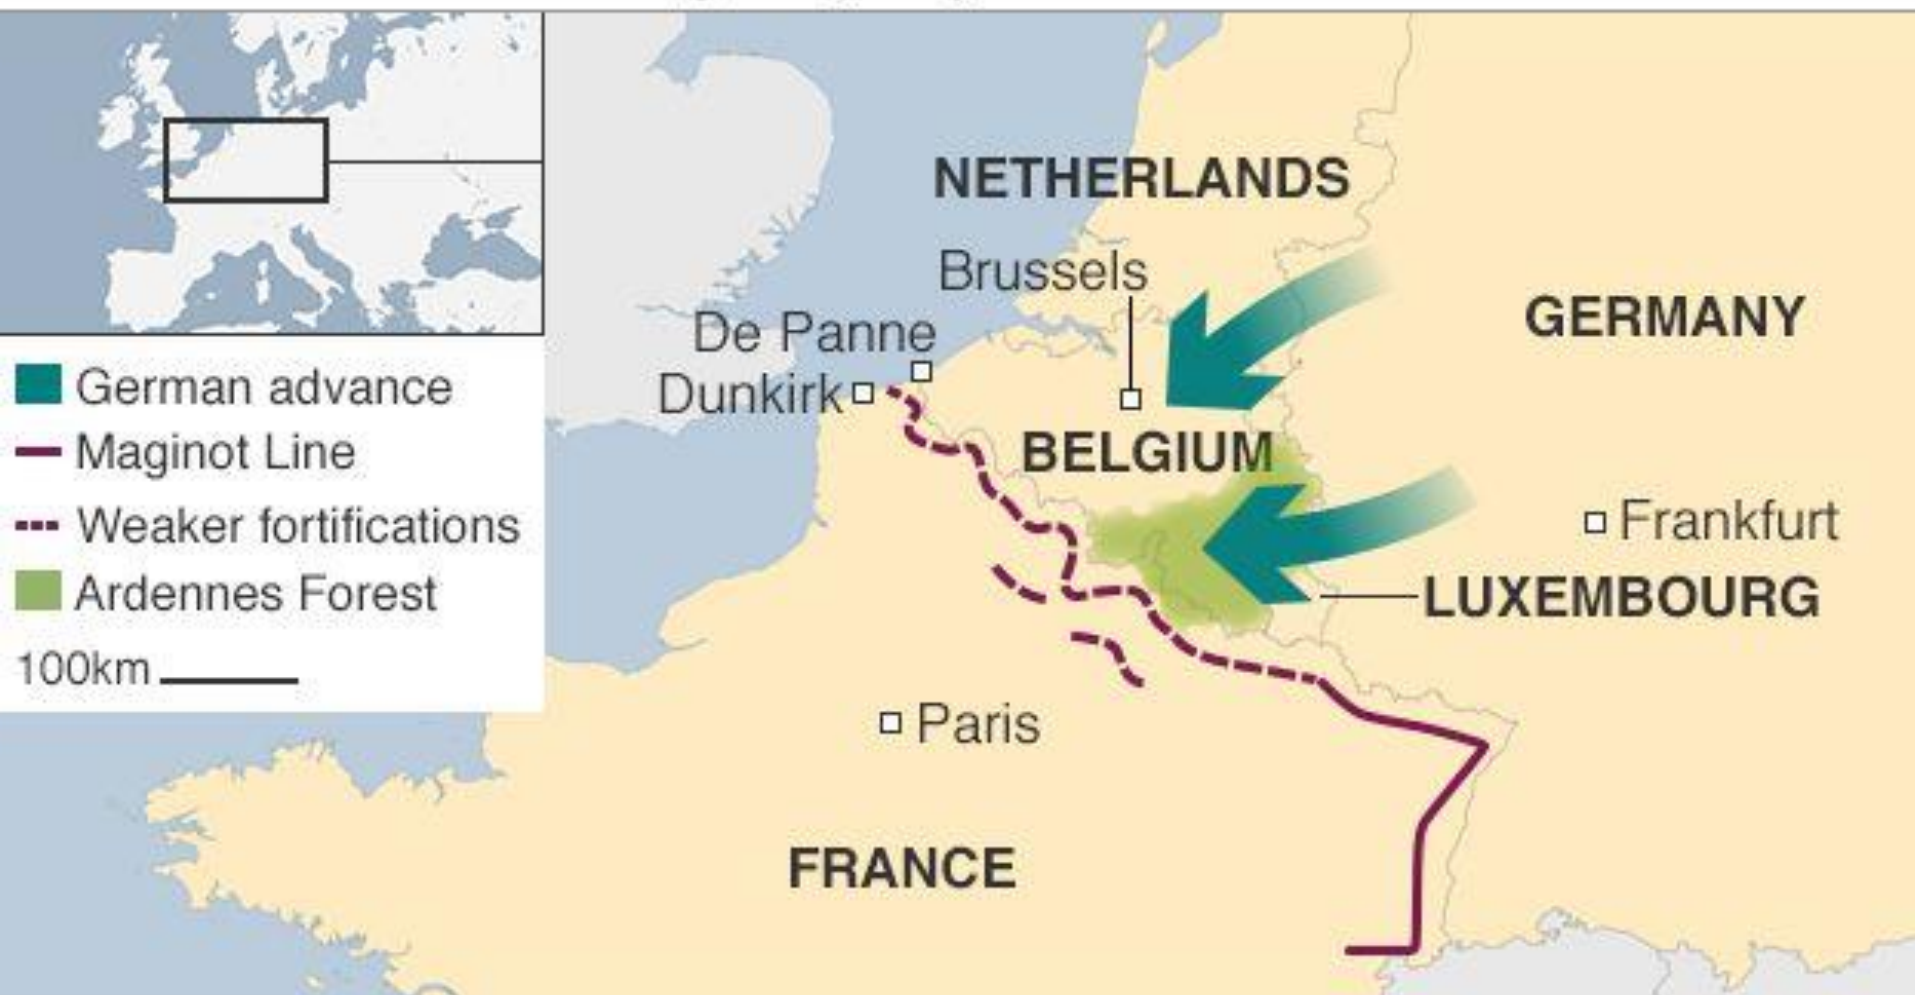 NETHERLANDS
Brussels
GERMANY
De Panne
Dunkirk
German advance
Maginot Line
BELGIUM
Weaker fortifications
Frankfurt
Ardennes Forest
LUXEMBOURG
100km
Paris
FRANCE